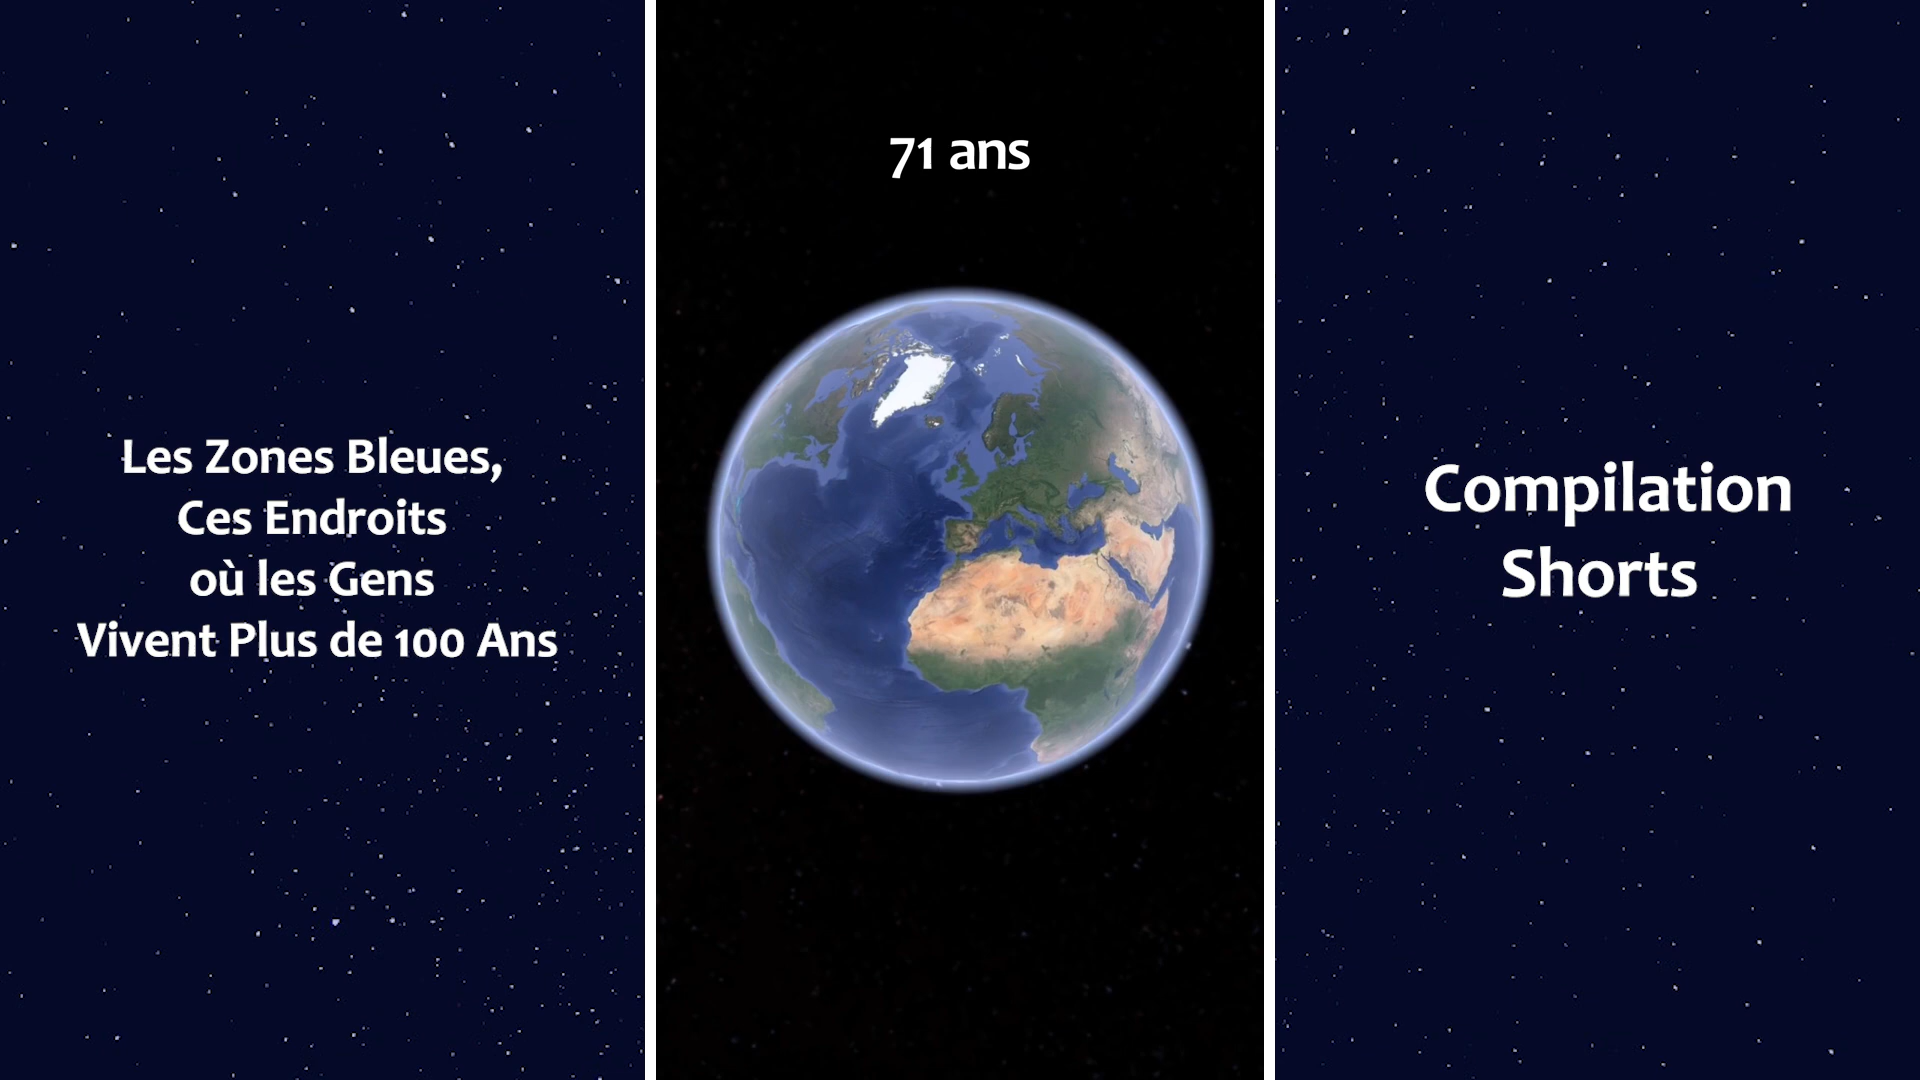 Les Zones Bleues,
Ces Endroits
où les Gens
Vivent Plus de 100 Ans
71 ans
Compilation
Shorts